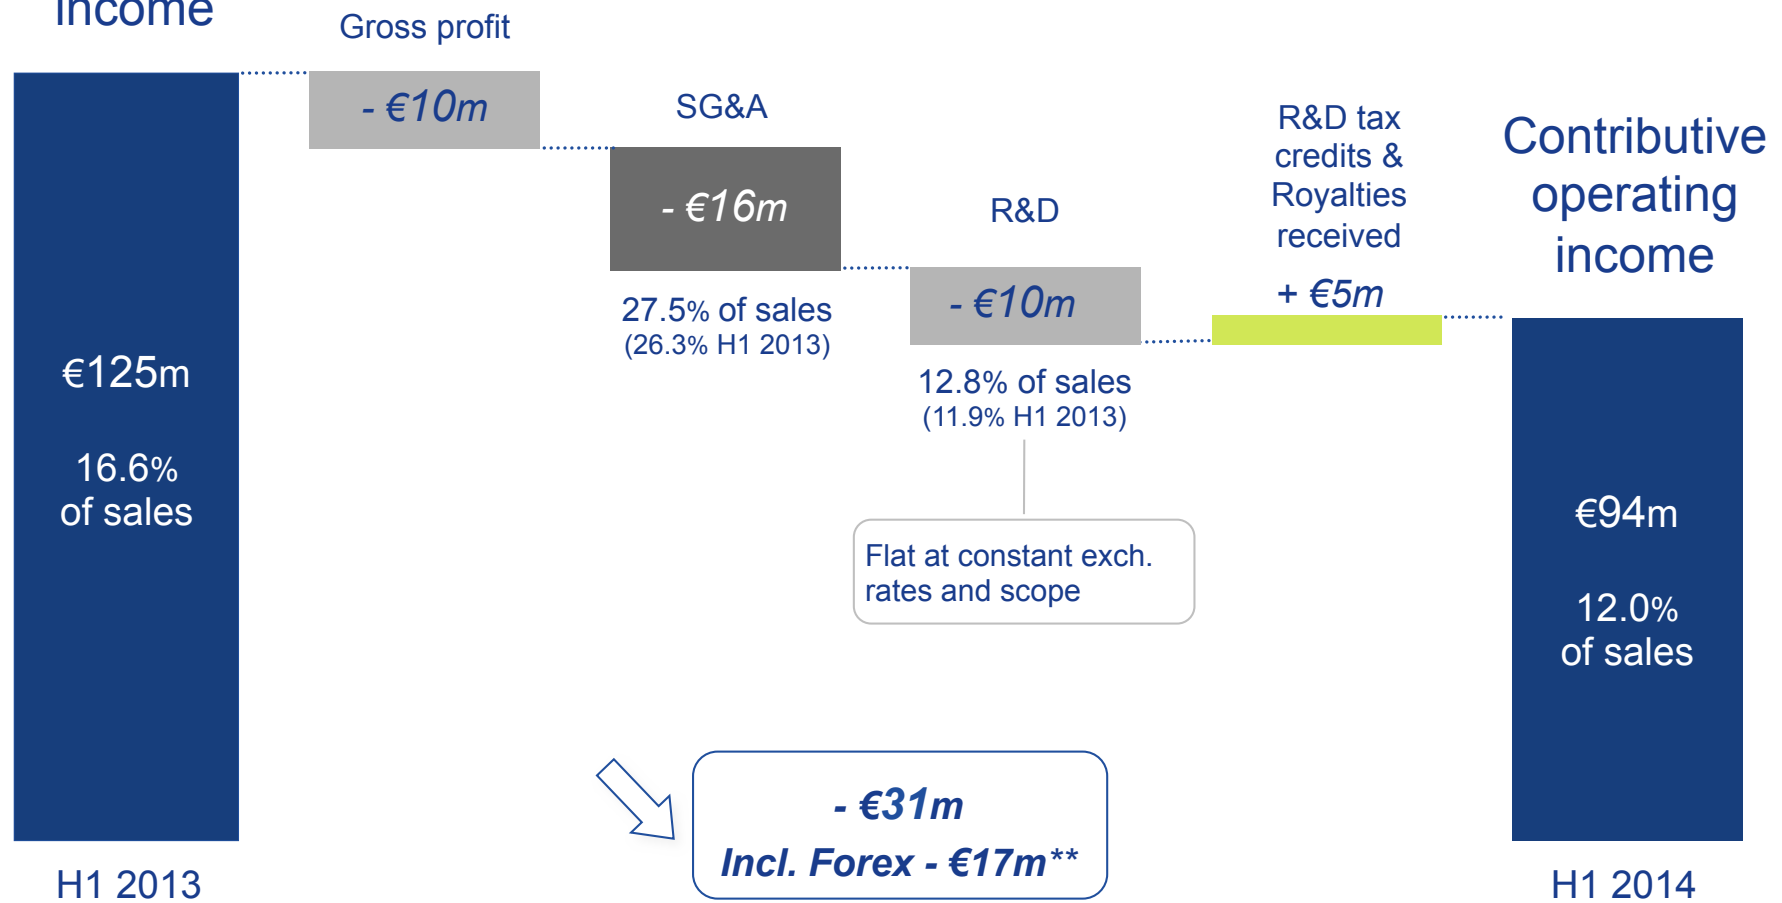 income
€125m
16.6%
of sales
H1 2013
Gross profit
- €10m
SG&A
- €16m
27.5% of sales
(26.3% H1 2013)
R&D
- €10m
12.8% of sales
(11.9% H1 2013)
Flat at constant exch.
rates and scope
R&D tax
credits &
Royalties
received
+ €5m
Contributive
operating
income
€94m
12.0%
of sales
H1 2014
- €31m
Incl. Forex - €17m**